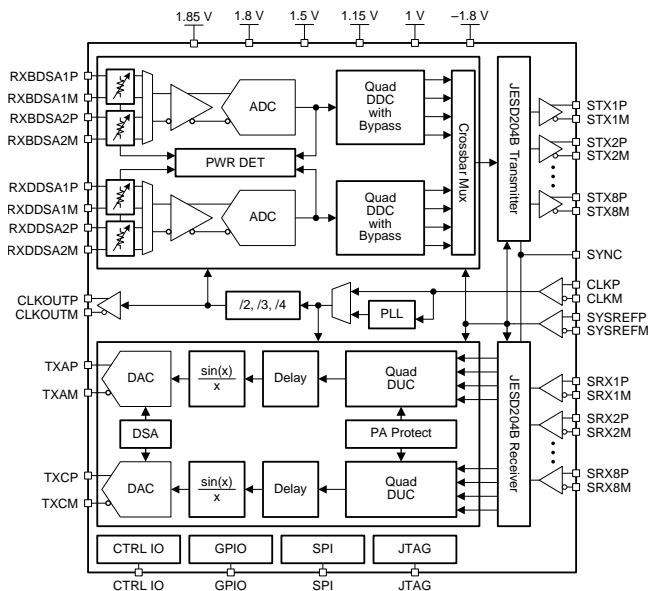 1.85 V
1.8 V
1.5 V
1.15 V
1 V
–1.8 V
RXBDSA1P
RXBDSA1M
RXBDSA2P
RXBDSA2M
ADC
Quad
DDC
with
Bypass
PWR DET
RXDDSA1P
RXDDSA1M
RXDDSA2P
RXDDSA2M
ADC
Quad
DDC
with
Bypass
Crossbar Mux
JESD204B Transmitter
STX1P
STX1M
STX2P
STX2M
STX8P
STX8M
SYNC
CLKOUTP
CLKOUTM
/2, /3, /4
PLL
CLKP
CLKM
SYSREFP
SYSREFM
TXAP
TXAM
DAC
sin(x)
x
Delay
Quad
DUC
DSA
PA Protect
TXCP
TXCM
DAC
sin(x)
x
Delay
Quad
DUC
JESD204B Receiver
SRX1P
SRX1M
SRX2P
SRX2M
SRX8P
SRX8M
CTRL IO
GPIO
SPI
JTAG
CTRL IO
GPIO
SPI
JTAG